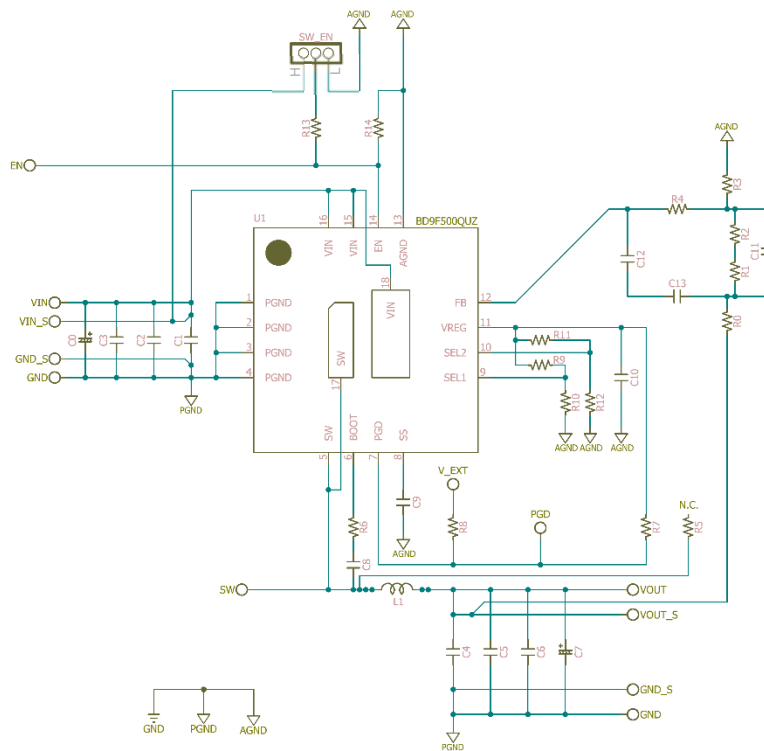 AGND
AGND
SW_EN
H
L
AGND
R13
R14
R3
EN
R4
U1
BD9F500QUZ
16
15
14
13
R2
C11
VIN
VIN
EN
AGND
C12
R1
18
C13
VIN
1
PGND
FB
12
VIN
VIN_S
2
PGND
VREG
11
R0
C0
C3
C2
C1
R11
3
PGND
SW
SEL2
10
GND_S
R9
GND
4
PGND
17
SEL1
9
C10
R10
R12
PGND
SW
BOOT
PGD
SS
AGND
AGND
AGND
5
6
7
8
V_EXT
C9
N.C.
PGD
R6
R8
R7
R5
AGND
C8
SW
VOUT
L1
VOUT_S
C4
C5
C6
C7
GND_S
GND
GND
PGND
AGND
PGND